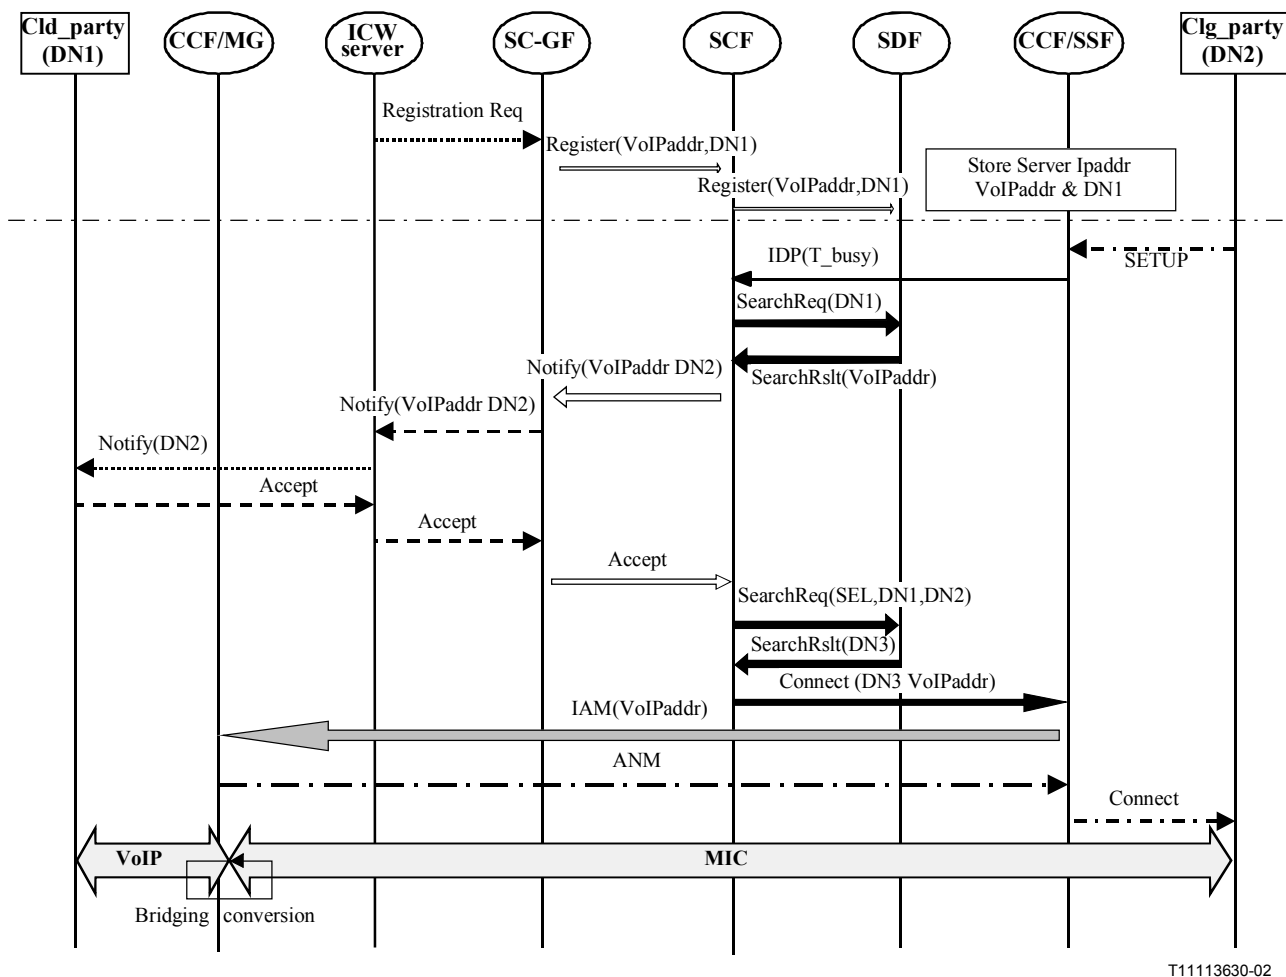 Cld_party
(DN1)
CCF/MG
ICW
server
SC-GF
SCF
SDF
CCF/SSF
Clg_party
(DN2)
Registration Req
Register(VoIPaddr,DN1)
Register(VoIPaddr,DN1)
Store Server Ipaddr
VoIPaddr & DN1
SETUP
IDP(T_busy)
SearchReq(DN1)
SearchRslt(VoIPaddr)
Notify(VoIPaddr DN2)
Notify(VoIPaddr DN2)
Notify(DN2)
Accept
Accept
Accept
SearchReq(SEL,DN1,DN2)
SearchRslt(DN3)
Connect (DN3 VoIPaddr)
IAM(VoIPaddr)
ANM
Connect
VoIP
MIC
Bridging conversion
T11113630-02